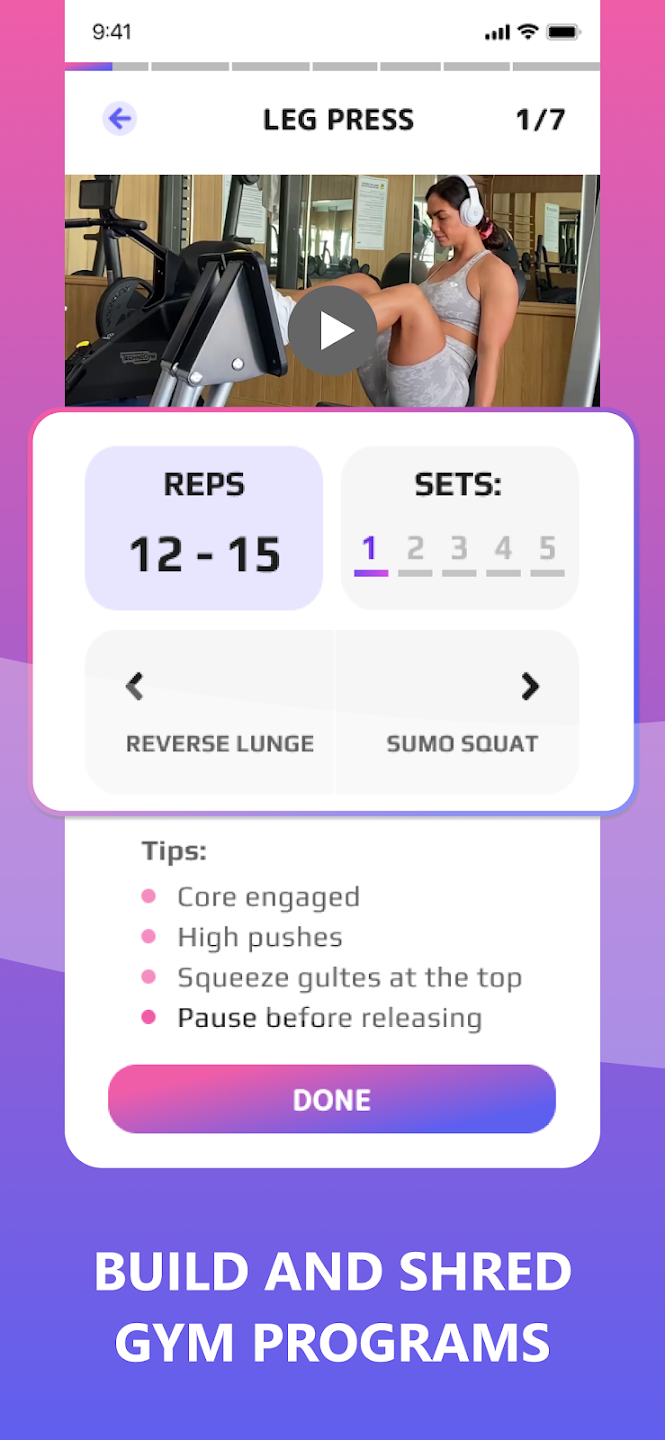 9:41
LEG PRESS 1/7
TECHNOGYM
REPS
12 - 15
SETS:
1 2 3 4 5
REVERSE LUNGE
SUMO SQUAT
Tips:
Core engaged
High pushes
Squeeze gultes at the top
Pause before releasing
DONE
BUILD AND SHRED
GYM PROGRAMS